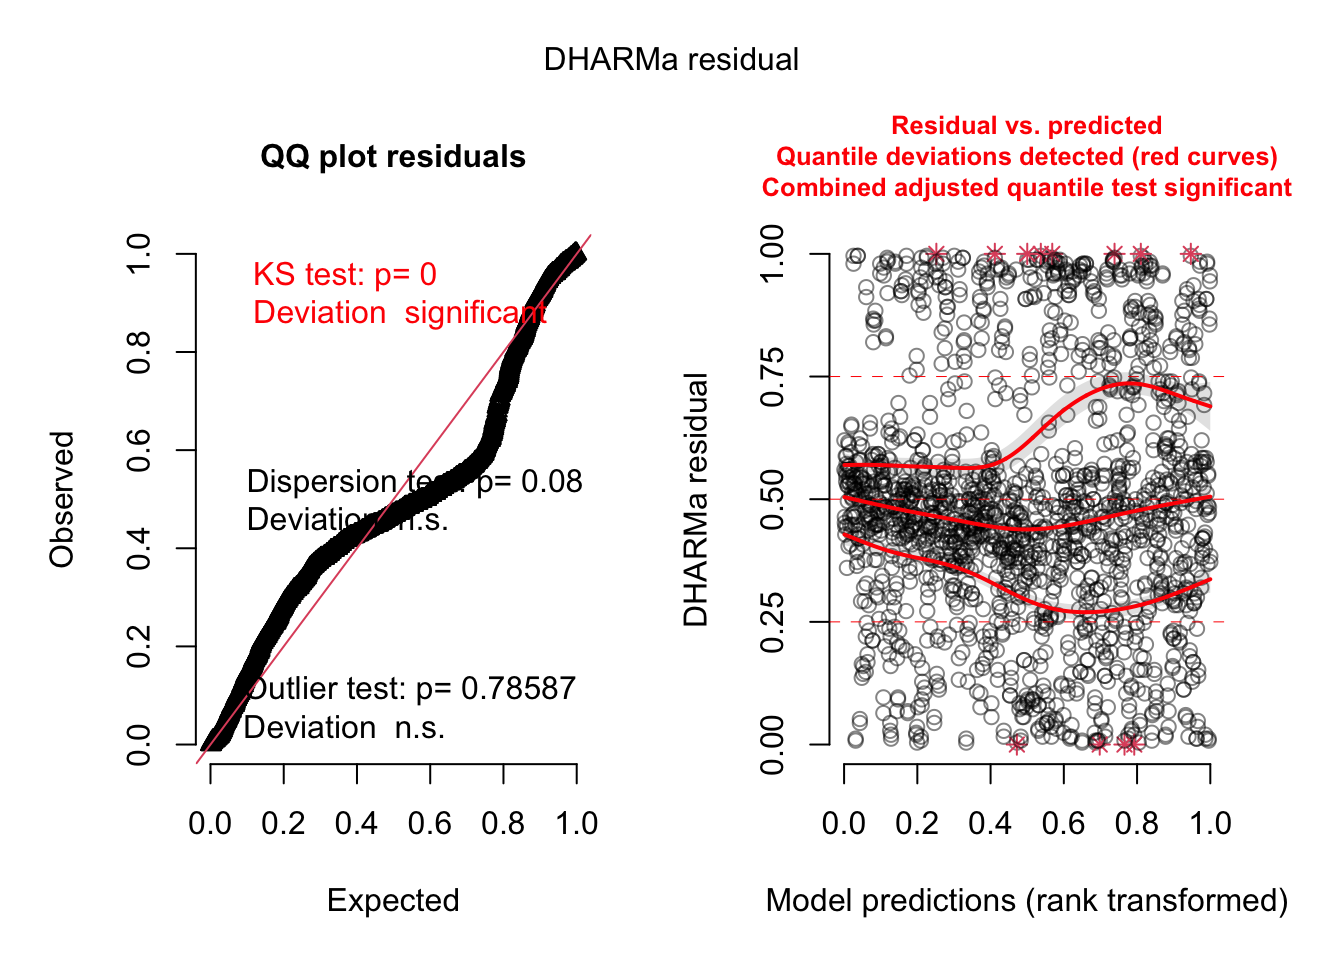 DHARMa residual
QQ plot residuals
KS test: p= 0
Deviation  significant
Dispersion test: p= 0.08
Deviation  n.s.
Outlier test: p= 0.78587
Deviation  n.s.
Observed
0.0
0.2
0.4
0.6
0.8
1.0
0.0
0.2
0.4
0.6
0.8
1.0
Expected
Residual vs. predicted
Quantile deviations detected (red curves)
Combined adjusted quantile test significant
DHARMa residual
0.00
0.25
0.50
0.75
1.00
0.0
0.2
0.4
0.6
0.8
1.0
Model predictions (rank transformed)